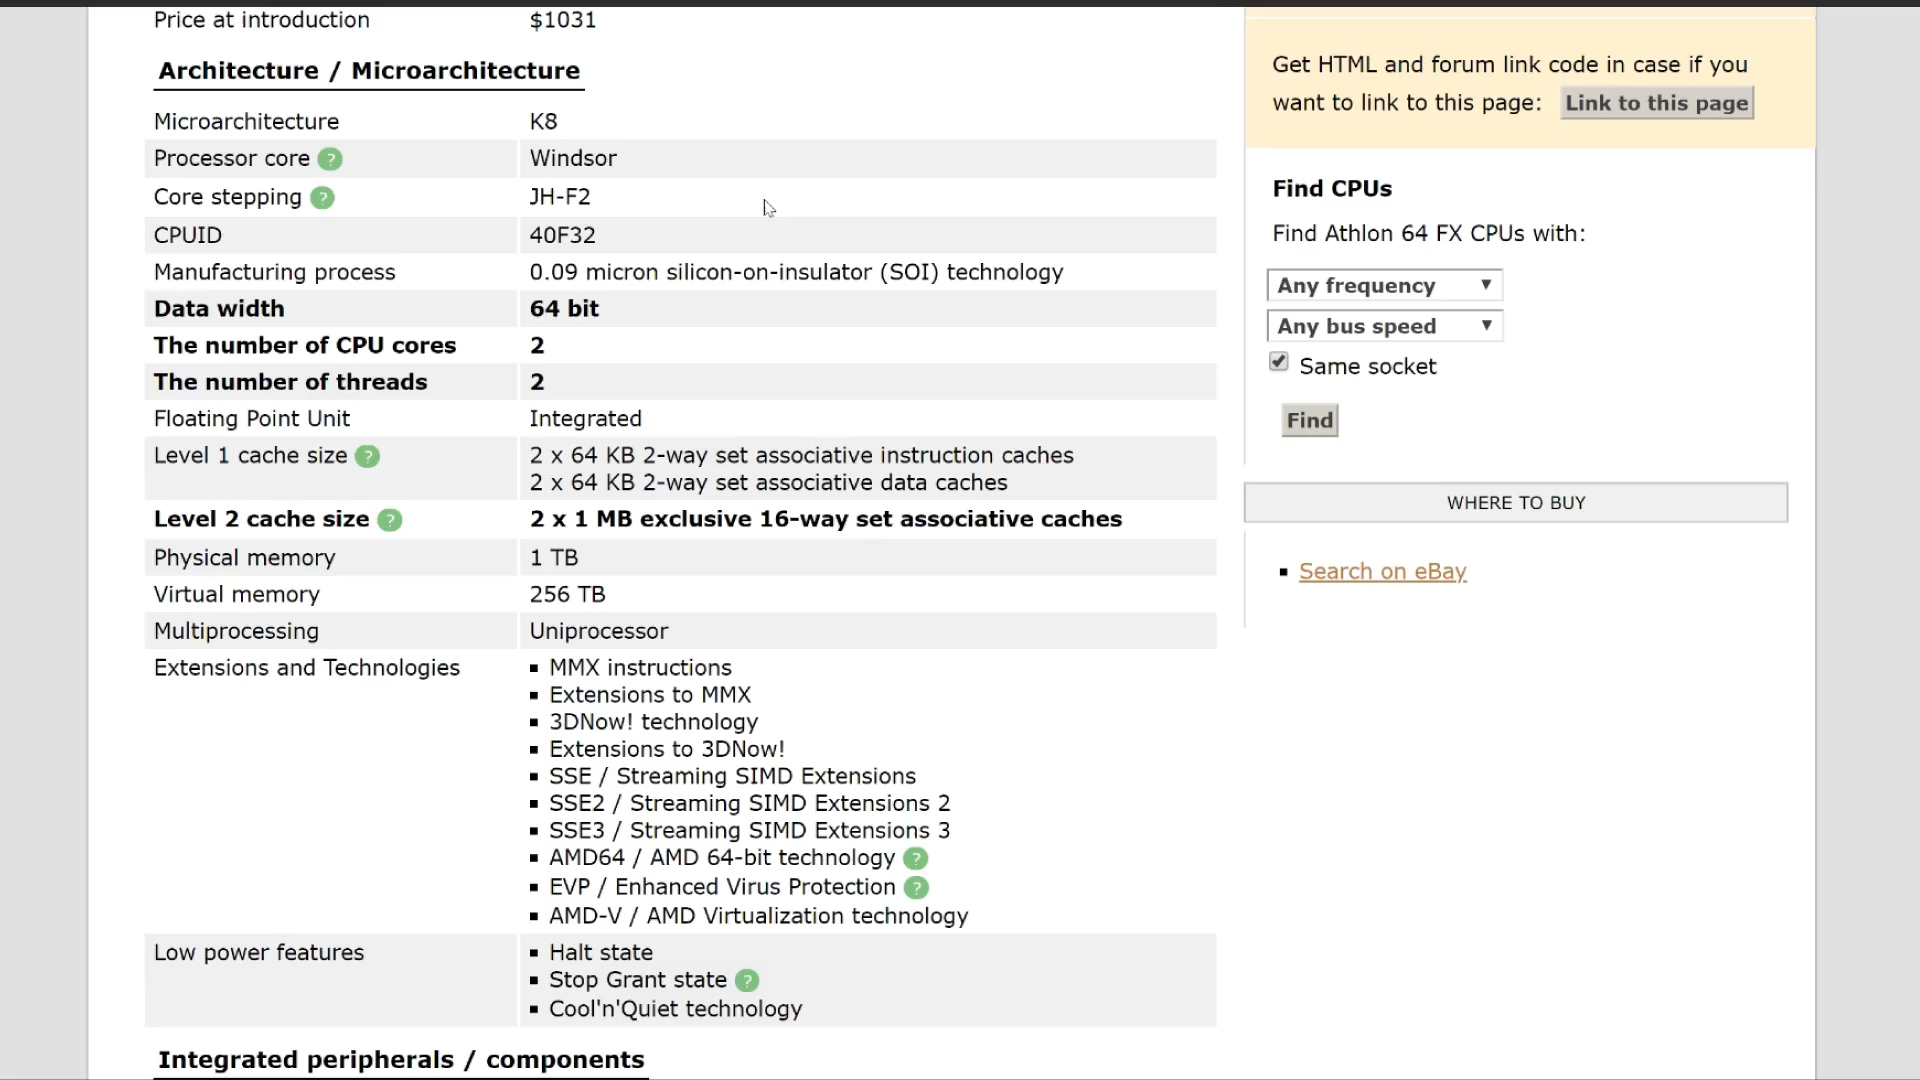 Price at introduction $1031
Architecture / Microarchitecture
Microarchitecture K8
Processor core ? Windsor
Core stepping ? JH-F2
CPUID 40F32
Manufacturing process 0.09 micron silicon-on-insulator (SOI) technology
Data width 64 bit
The number of CPU cores 2
The number of threads 2
Floating Point Unit Integrated
Level 1 cache size ? 2 x 64 KB 2-way set associative instruction caches
2 x 64 KB 2-way set associative data caches
Level 2 cache size ? 2 x 1 MB exclusive 16-way set associative caches
Physical memory 1 TB
Virtual memory 256 TB
Multiprocessing Uniprocessor
Extensions and Technologies ▪ MMX instructions
▪ Extensions to MMX
▪ 3DNow! technology
▪ Extensions to 3DNow!
▪ SSE / Streaming SIMD Extensions
▪ SSE2 / Streaming SIMD Extensions 2
▪ SSE3 / Streaming SIMD Extensions 3
▪ AMD64 / AMD 64-bit technology ?
▪ EVP / Enhanced Virus Protection ?
▪ AMD-V / AMD Virtualization technology
Low power features ▪ Halt state
▪ Stop Grant state ?
▪ Cool'n'Quiet technology
Integrated peripherals / components
Get HTML and forum link code in case if you
want to link to this page: Link to this page
Find CPUs
Find Athlon 64 FX CPUs with:
Any frequency
Any bus speed
Same socket
Find
WHERE TO BUY
▪ Search on eBay